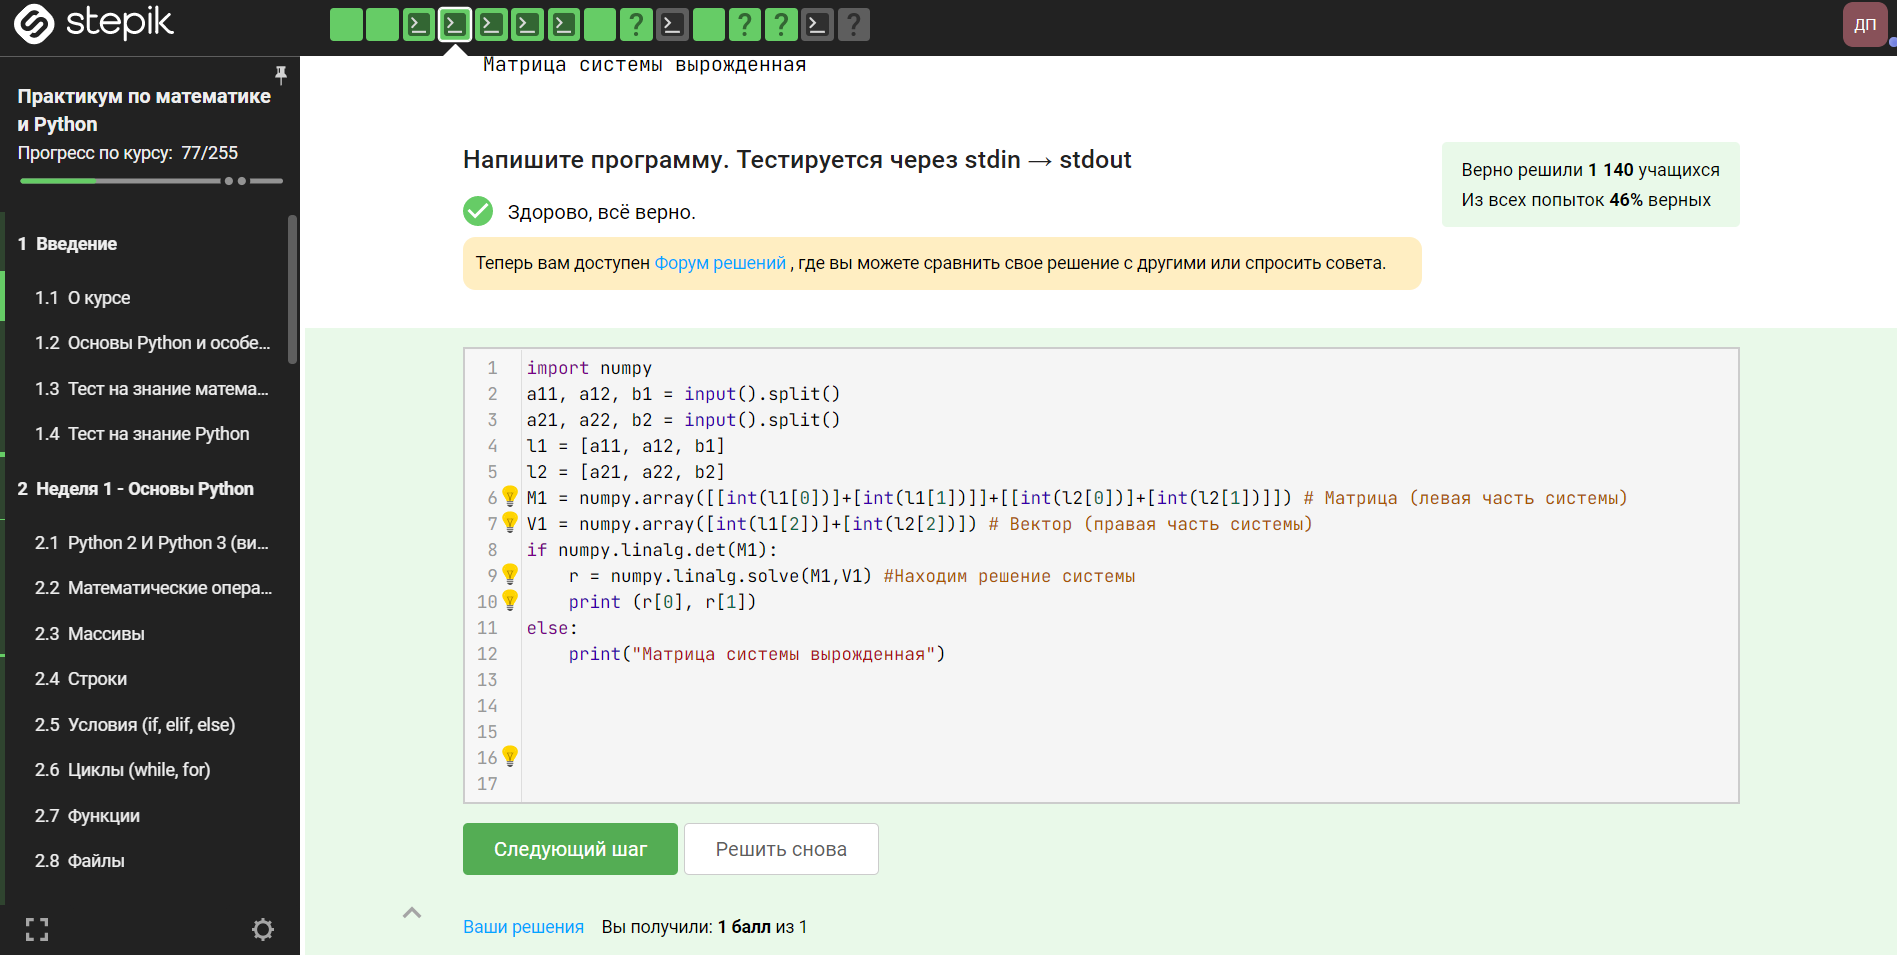 stepik
? ? ? ?
ДП
Практикум по математике
и Python
Прогресс по курсу: 77/255
1 Введение
1.1 О курсе
1.2 Основы Python и особе...
1.3 Тест на знание матема...
1.4 Тест на знание Python
2 Неделя 1 - Основы Python
2.1 Python 2 И Python 3 (ви...
2.2 Математические опера...
2.3 Массивы
2.4 Строки
2.5 Условия (if, elif, else)
2.6 Циклы (while, for)
2.7 Функции
2.8 Файлы
Матрица системы вырожденная
Напишите программу. Тестируется через stdin → stdout
Здорово, всё верно.
Теперь вам доступен Форум решений , где вы можете сравнить свое решение с другими или спросить совета.
Верно решили 1 140 учащихся
Из всех попыток 46% верных
1 import numpy
2 a11, a12, b1 = input().split()
3 a21, a22, b2 = input().split()
4 l1 = [a11, a12, b1]
5 l2 = [a21, a22, b2]
6 M1 = numpy.array([[int(l1[0])]+[int(l1[1])]]+[[int(l2[0])]+[int(l2[1])]]) # Матрица (левая часть системы)
7 V1 = numpy.array([int(l1[2])]+[int(l2[2])]) # Вектор (правая часть системы)
8 if numpy.linalg.det(M1):
9     r = numpy.linalg.solve(M1,V1) #Находим решение системы
10     print (r[0], r[1])
11 else:
12     print("Матрица системы вырожденная")
13
14
15
16
17
Следующий шаг
Решить снова
Ваши решения Вы получили: 1 балл из 1